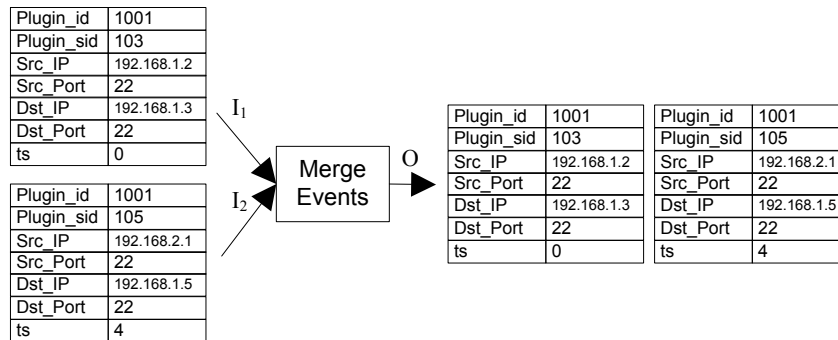 Plugin_id 1001
Plugin_sid 103
Src_IP 192.168.1.2
Src_Port 22
Dst_IP 192.168.1.3
Dst_Port 22
ts 0
I1
Plugin_id 1001
Plugin_sid 105
Src_IP 192.168.2.1
Src_Port 22
Dst_IP 192.168.1.5
Dst_Port 22
ts 4
I2
Merge
Events
O
Plugin_id 1001
Plugin_sid 103
Src_IP 192.168.1.2
Src_Port 22
Dst_IP 192.168.1.3
Dst_Port 22
ts 0
Plugin_id 1001
Plugin_sid 105
Src_IP 192.168.2.1
Src_Port 22
Dst_IP 192.168.1.5
Dst_Port 22
ts 4